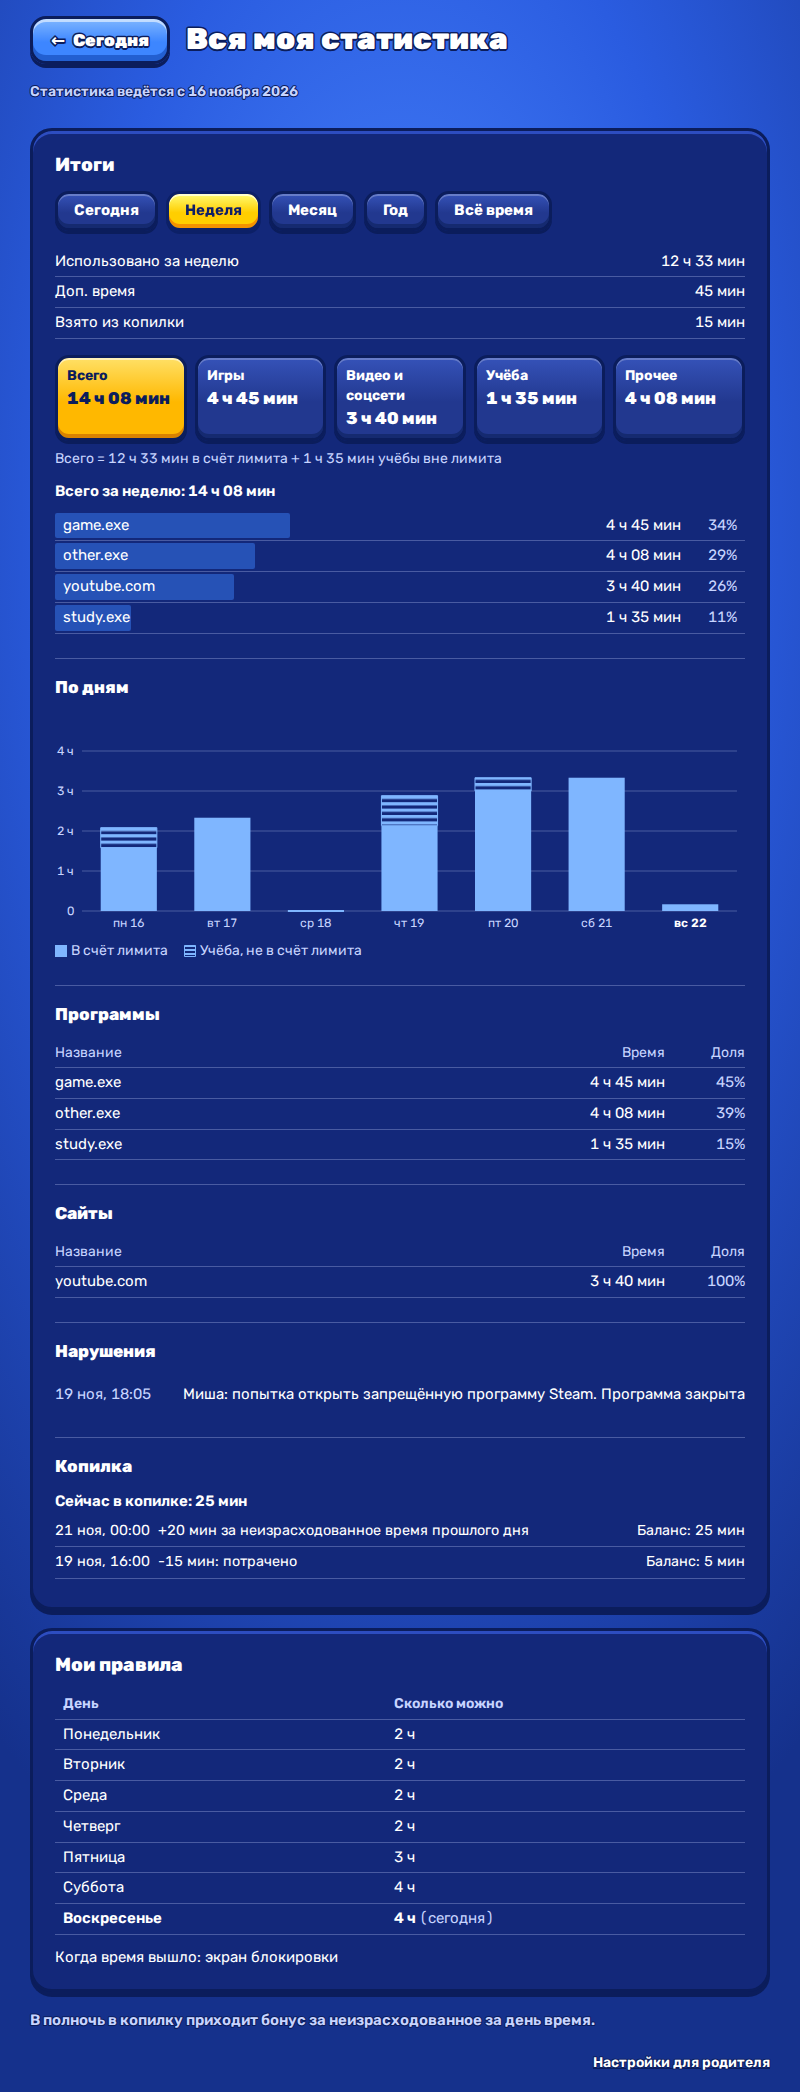 ← Сегодня
Вся моя статистика
Статистика ведётся с 16 ноября 2026
Итоги
Сегодня Неделя Месяц Год Всё время
Использовано за неделю 12 ч 33 мин
Доп. время 45 мин
Взято из копилки 15 мин
Всего
14 ч 08 мин
Игры
4 ч 45 мин
Видео и
соцсети
3 ч 40 мин
Учёба
1 ч 35 мин
Прочее
4 ч 08 мин
Всего = 12 ч 33 мин в счёт лимита + 1 ч 35 мин учёбы вне лимита
Всего за неделю: 14 ч 08 мин
game.exe 4 ч 45 мин 34%
other.exe 4 ч 08 мин 29%
youtube.com 3 ч 40 мин 26%
study.exe 1 ч 35 мин 11%
По дням
4 ч
3 ч
2 ч
1 ч
0
пн 16 вт 17 ср 18 чт 19 пт 20 сб 21 вс 22
В счёт лимита Учёба, не в счёт лимита
Программы
Название Время Доля
game.exe 4 ч 45 мин 45%
other.exe 4 ч 08 мин 39%
study.exe 1 ч 35 мин 15%
Сайты
Название Время Доля
youtube.com 3 ч 40 мин 100%
Нарушения
19 ноя, 18:05 Миша: попытка открыть запрещённую программу Steam. Программа закрыта
Копилка
Сейчас в копилке: 25 мин
21 ноя, 00:00 +20 мин за неизрасходованное время прошлого дня Баланс: 25 мин
19 ноя, 16:00 -15 мин: потрачено Баланс: 5 мин
Мои правила
День Сколько можно
Понедельник 2 ч
Вторник 2 ч
Среда 2 ч
Четверг 2 ч
Пятница 3 ч
Суббота 4 ч
Воскресенье 4 ч (сегодня)
Когда время вышло: экран блокировки
В полночь в копилку приходит бонус за неизрасходованное за день время.
Настройки для родителя